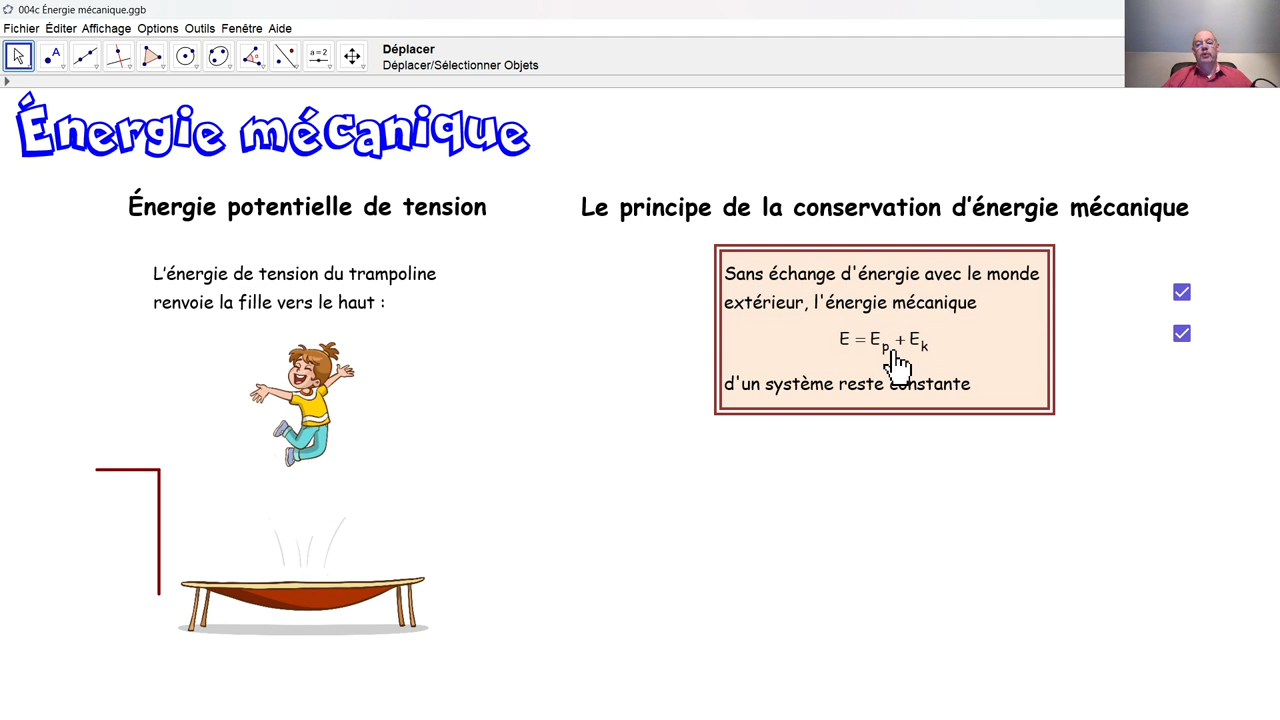 004c Énergie mécanique.ggb
Fichier Éditer Affichage Options Outils Fenêtre Aide
A
a=2
Déplacer
Déplacer/Sélectionner Objets
Énergie mécanique
Énergie potentielle de tension
L’énergie de tension du trampoline
renvoie la fille vers le haut :
Le principe de la conservation d’énergie mécanique
Sans échange d'énergie avec le monde
extérieur, l'énergie mécanique
E = Eₚ + Eₖ
d'un système reste constante